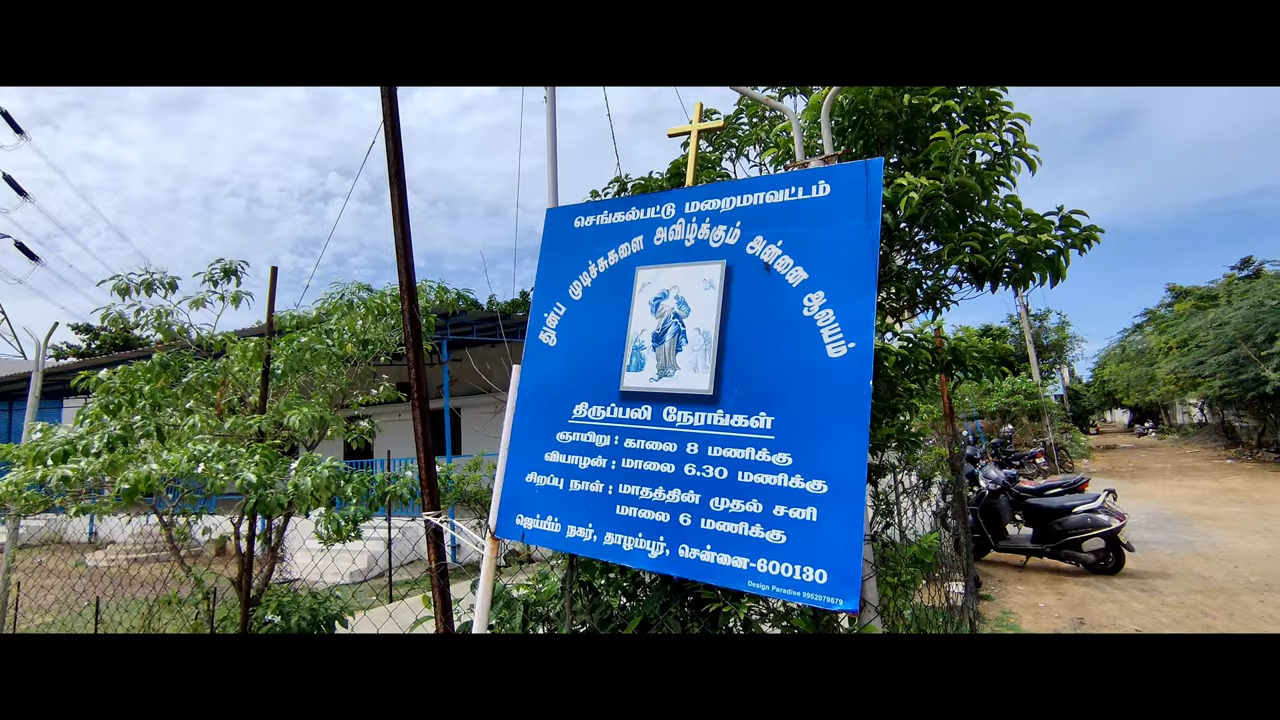 செங்கல்பட்டு மறைமாவட்டம்
துன்ப முடிச்சுகளை அவிழ்க்கும் அன்னை ஆலயம்
திருப்பலி நேரங்கள்
ஞாயிறு : காலை 8 மணிக்கு
வியாழன் : மாலை 6.30 மணிக்கு
சிறப்பு நாள் : மாதத்தின் முதல் சனி
மாலை 6 மணிக்கு
ஜெய்பீம் நகர், தாழம்பூர், சென்னை-600130
Design Paradise 9952079879